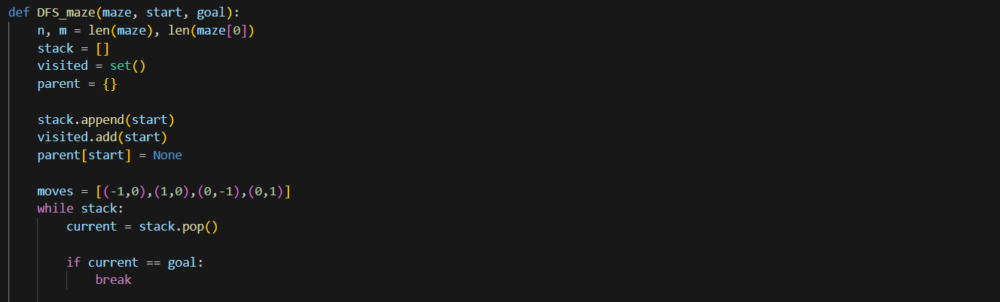 def DFS_maze(maze, start, goal):
    n, m = len(maze), len(maze[0])
    stack = []
    visited = set()
    parent = {}

    stack.append(start)
    visited.add(start)
    parent[start] = None

    moves = [(-1,0),(1,0),(0,-1),(0,1)]
    while stack:
        current = stack.pop()

        if current == goal:
            break